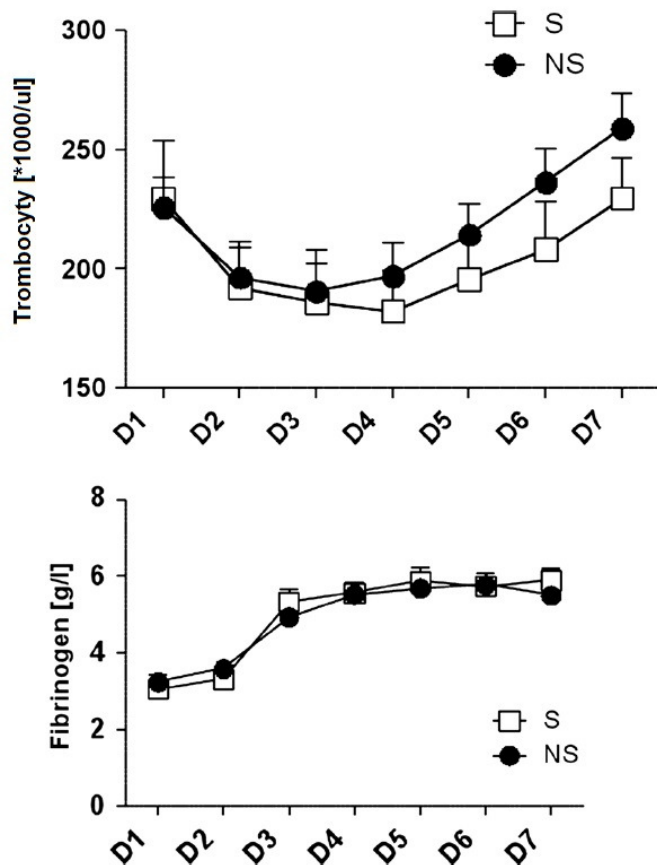 300
250
200
150
Trombocyty [*1000/ul]
S
NS
D1 D2 D3 D4 D5 D6 D7
8
6
4
2
0
Fibrinogen [g/l]
S
NS
D1 D2 D3 D4 D5 D6 D7